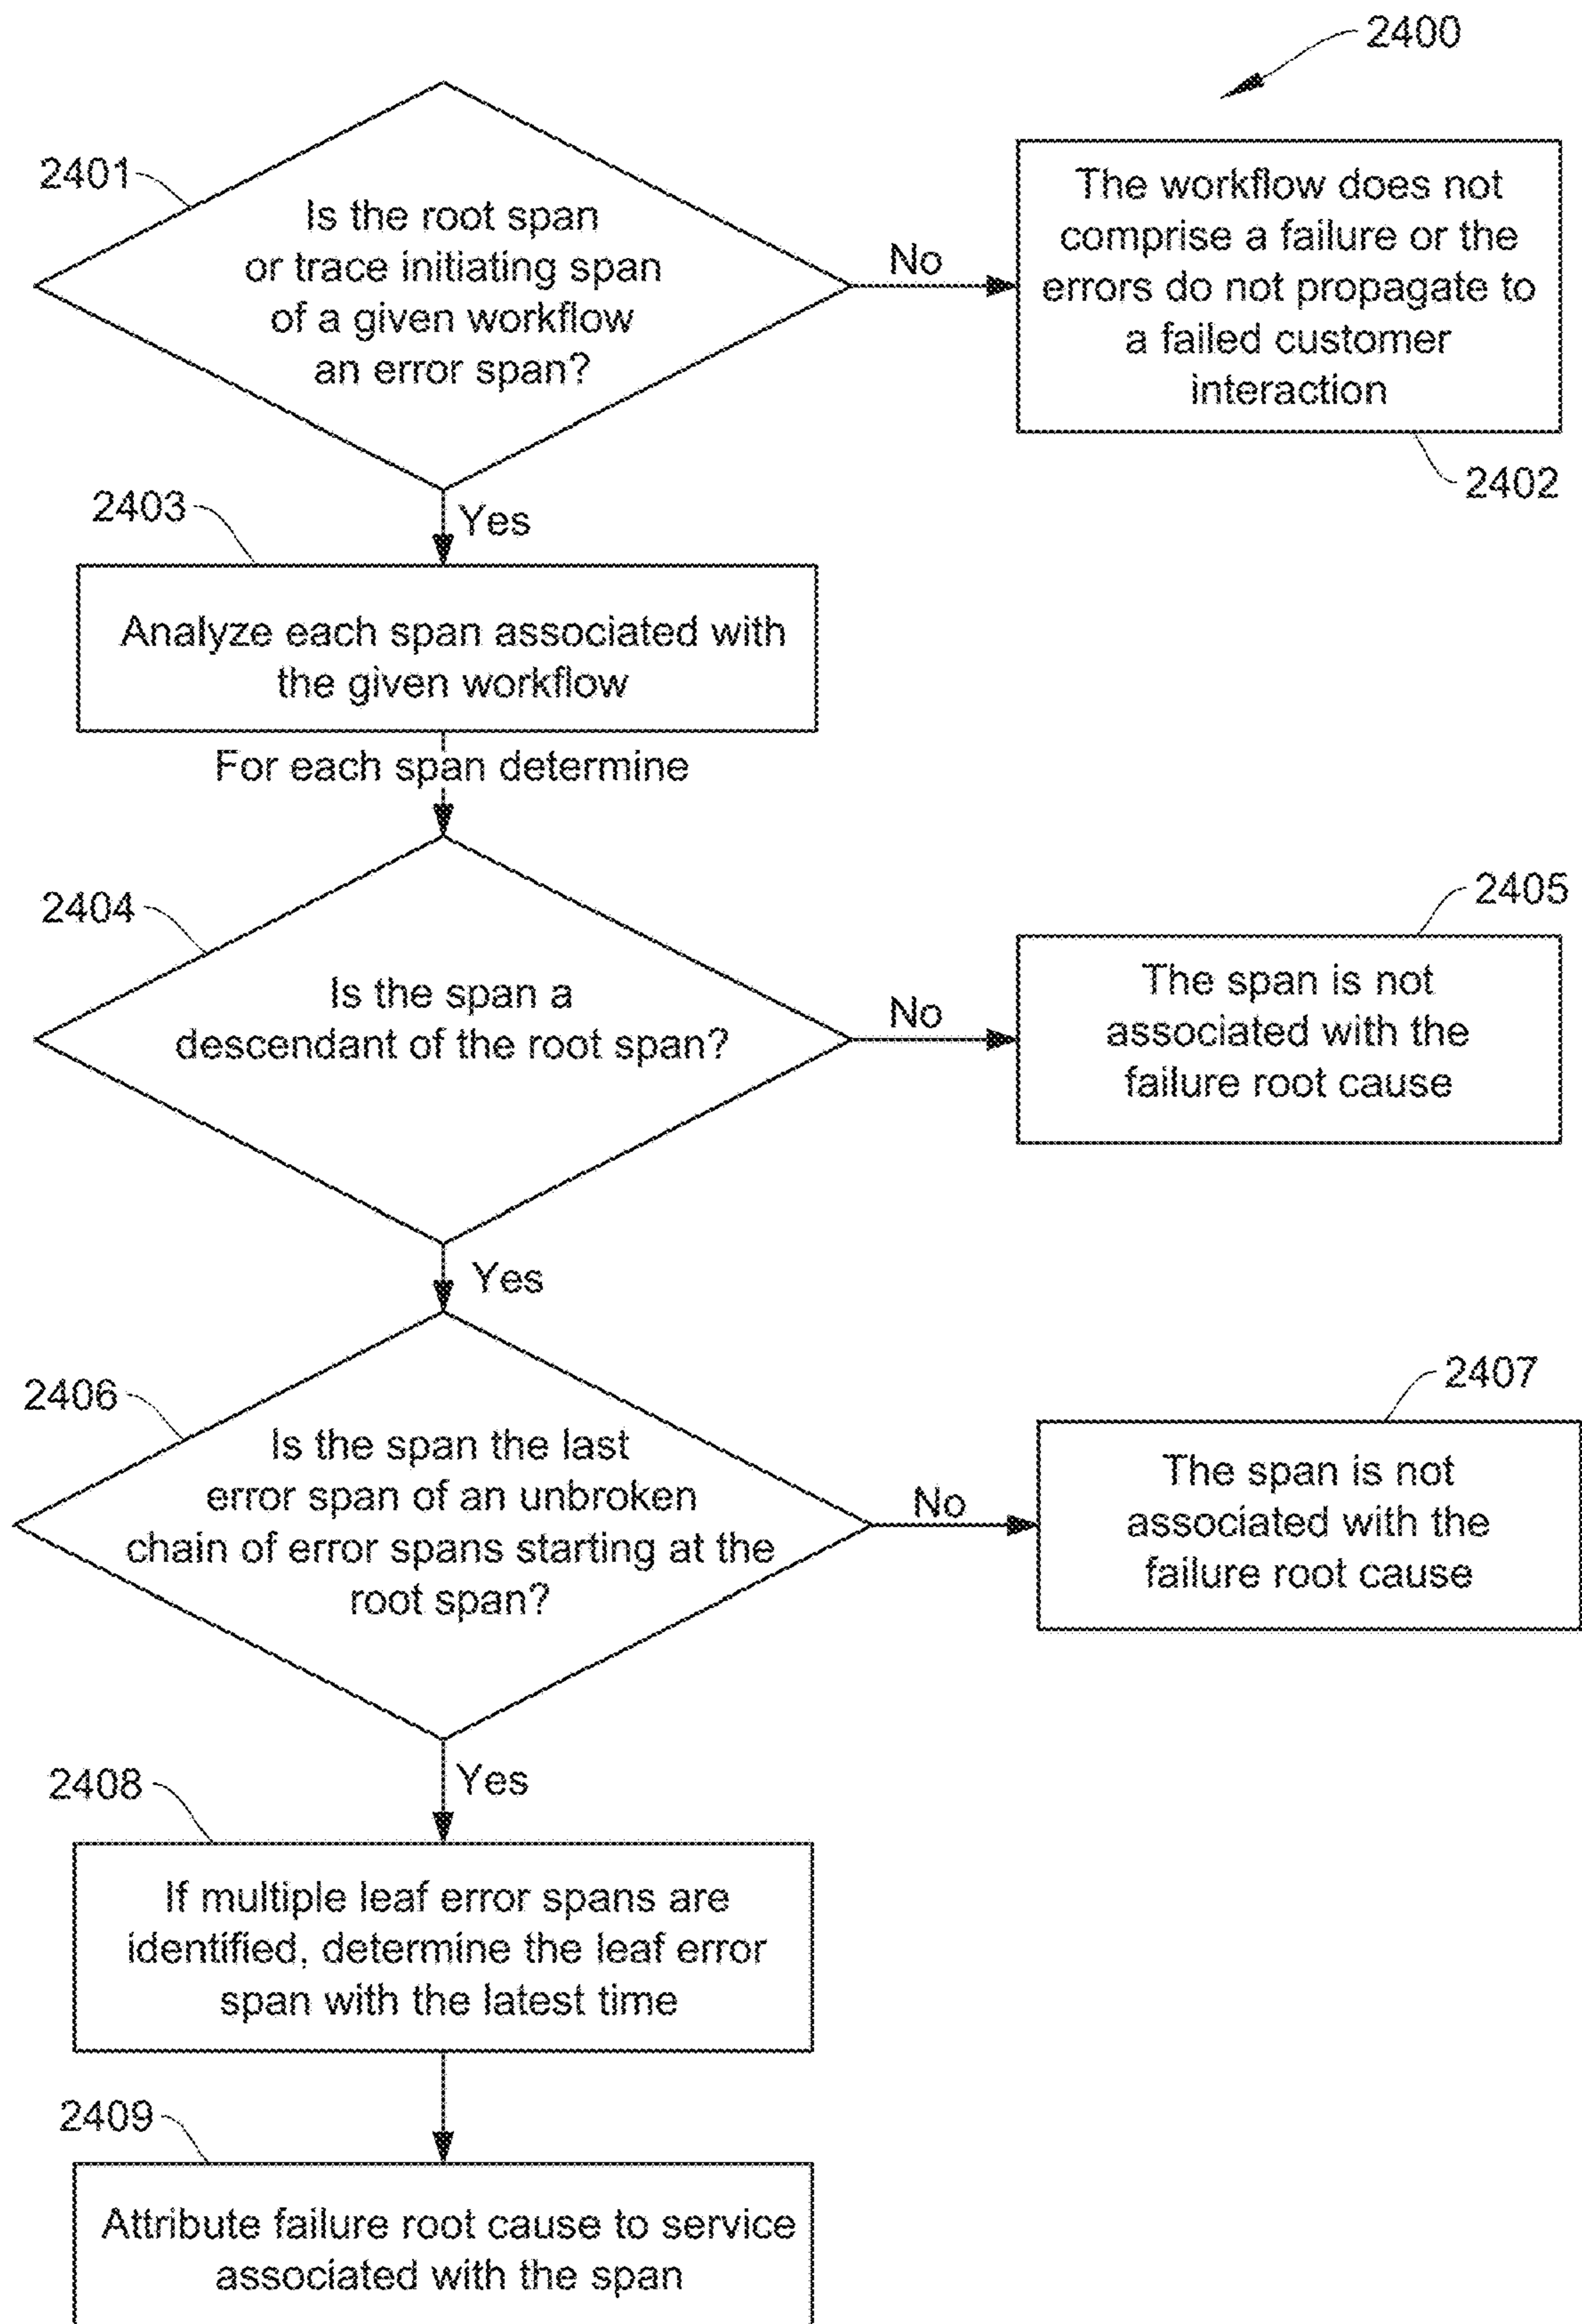 2400
2401
Is the root span
or trace initiating span
of a given workflow
an error span?
No
The workflow does not
comprise a failure or the
errors do not propagate to
a failed customer
interaction
2402
Yes
2403
Analyze each span associated with
the given workflow
For each span determine
2404
Is the span a
descendant of the root span?
No
2405
The span is not
associated with the
failure root cause
Yes
2406
Is the span the last
error span of an unbroken
chain of error spans starting at the
root span?
No
2407
The span is not
associated with the
failure root cause
Yes
2408
If multiple leaf error spans are
identified, determine the leaf error
span with the latest time
2409
Attribute failure root cause to service
associated with the span